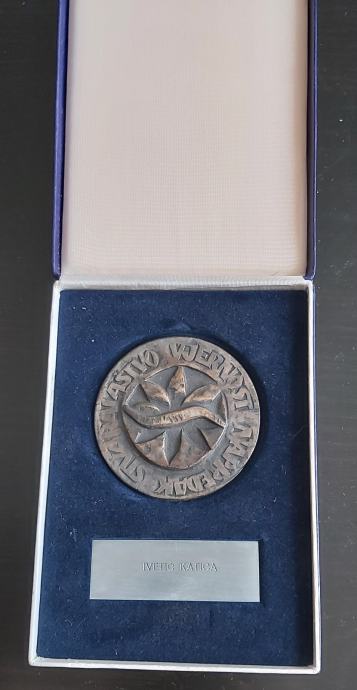 STVARALAŠTVO VJERNOST NAPREDAK
IVETIĆ KATICA